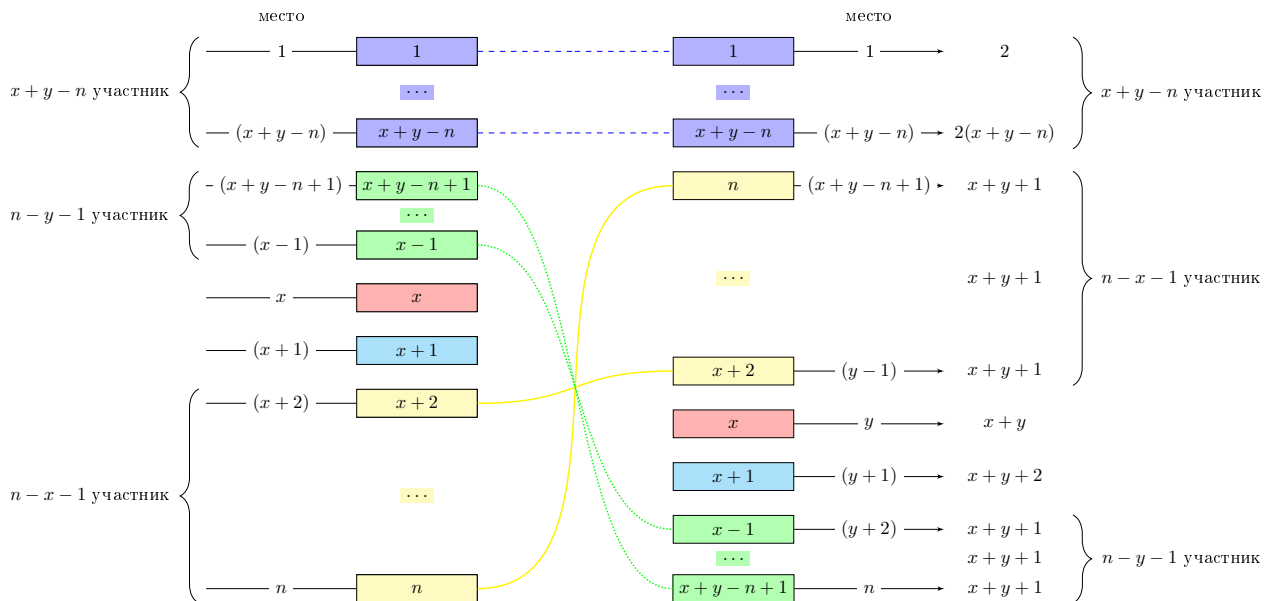 место место
1 1 1 1 2
x + y − n участник ⋯ ⋯ x + y − n участник
(x + y − n) x + y − n x + y − n (x + y − n) 2(x + y − n)
(x + y − n + 1) x + y − n + 1 n (x + y − n + 1) x + y + 1
n − y − 1 участник ⋯
(x − 1) x − 1
⋯ x + y + 1 n − x − 1 участник
x x
(x + 1) x + 1
x + 2 (y − 1) x + y + 1
(x + 2) x + 2
x y x + y
x + 1 (y + 1) x + y + 2
n − x − 1 участник ⋯
x − 1 (y + 2) x + y + 1
⋯ x + y + 1 n − y − 1 участник
n n x + y − n + 1 n x + y + 1